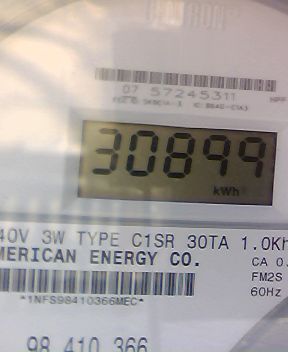 07 57245311
30899
kWh
40V 3W TYPE C1SR 30TA 1.0Kh
MERICAN ENERGY CO.
CA 0.
FM2S
60Hz
*1NFS98410366MEC*
98 410 366